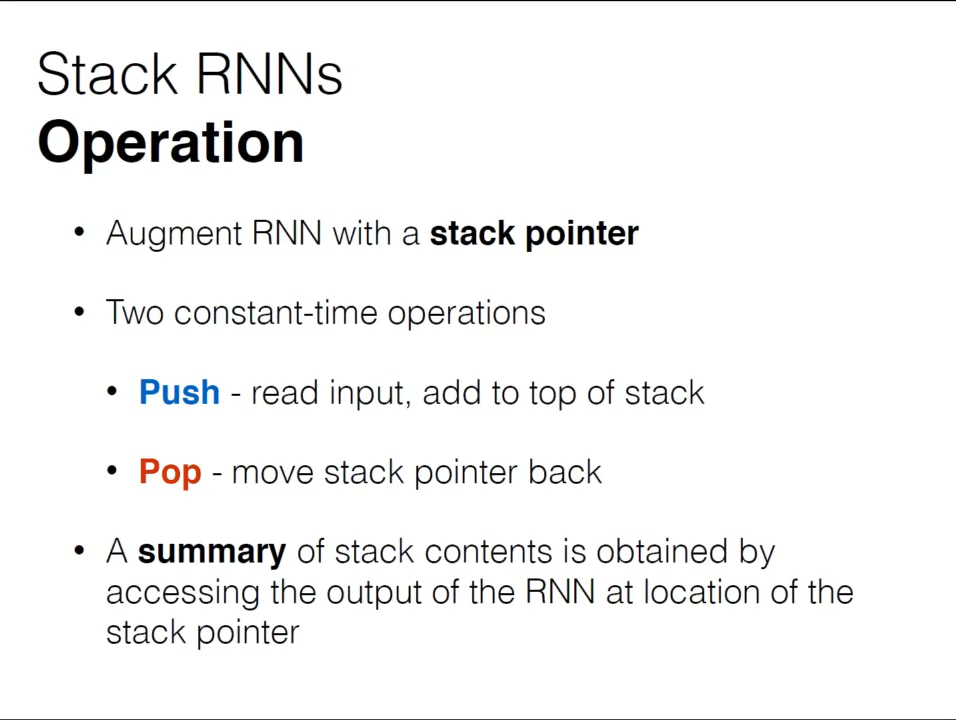 Stack RNNs
Operation
• Augment RNN with a stack pointer
• Two constant-time operations
• Push - read input, add to top of stack
• Pop - move stack pointer back
• A summary of stack contents is obtained by
accessing the output of the RNN at location of the
stack pointer